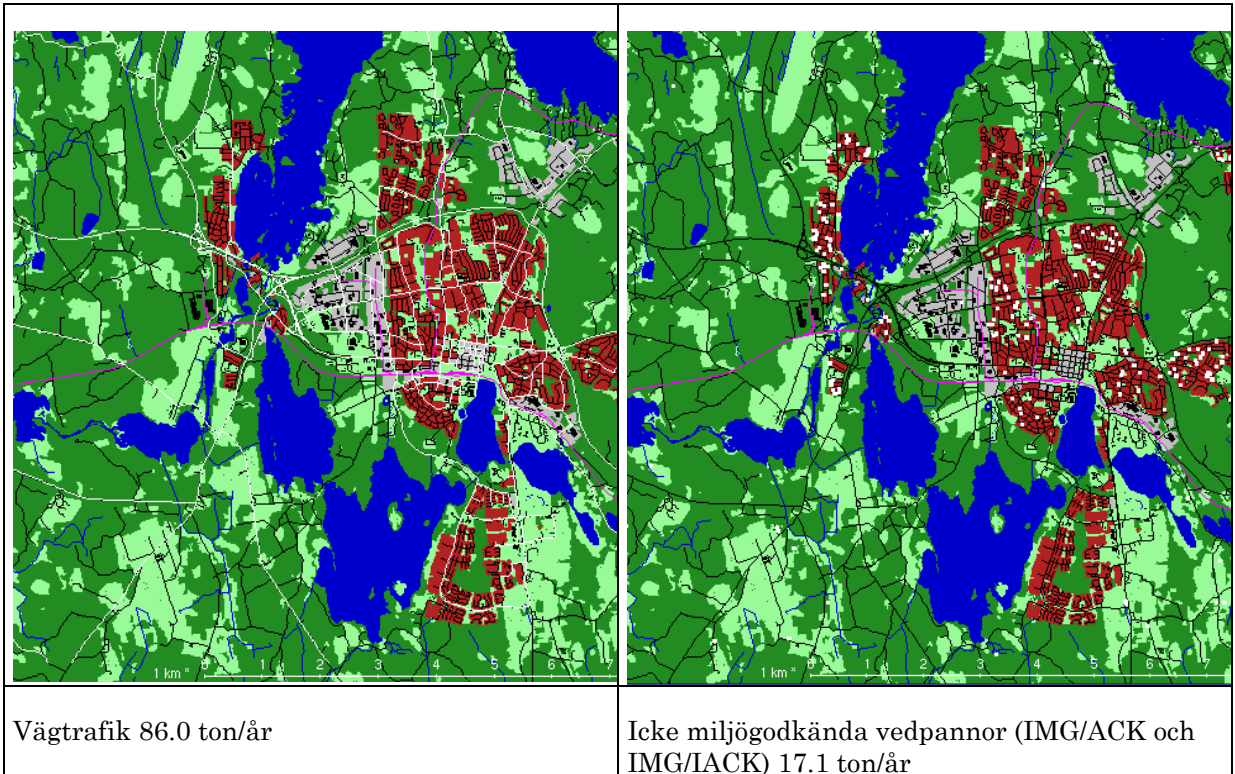 1 km * 0 1 2 3 4 5 6 7
1 km * 0 1 2 3 4 5 6 7
Vägtrafik 86.0 ton/år
Icke miljögodkända vedpannor (IMG/ACK och
IMG/IACK) 17.1 ton/år